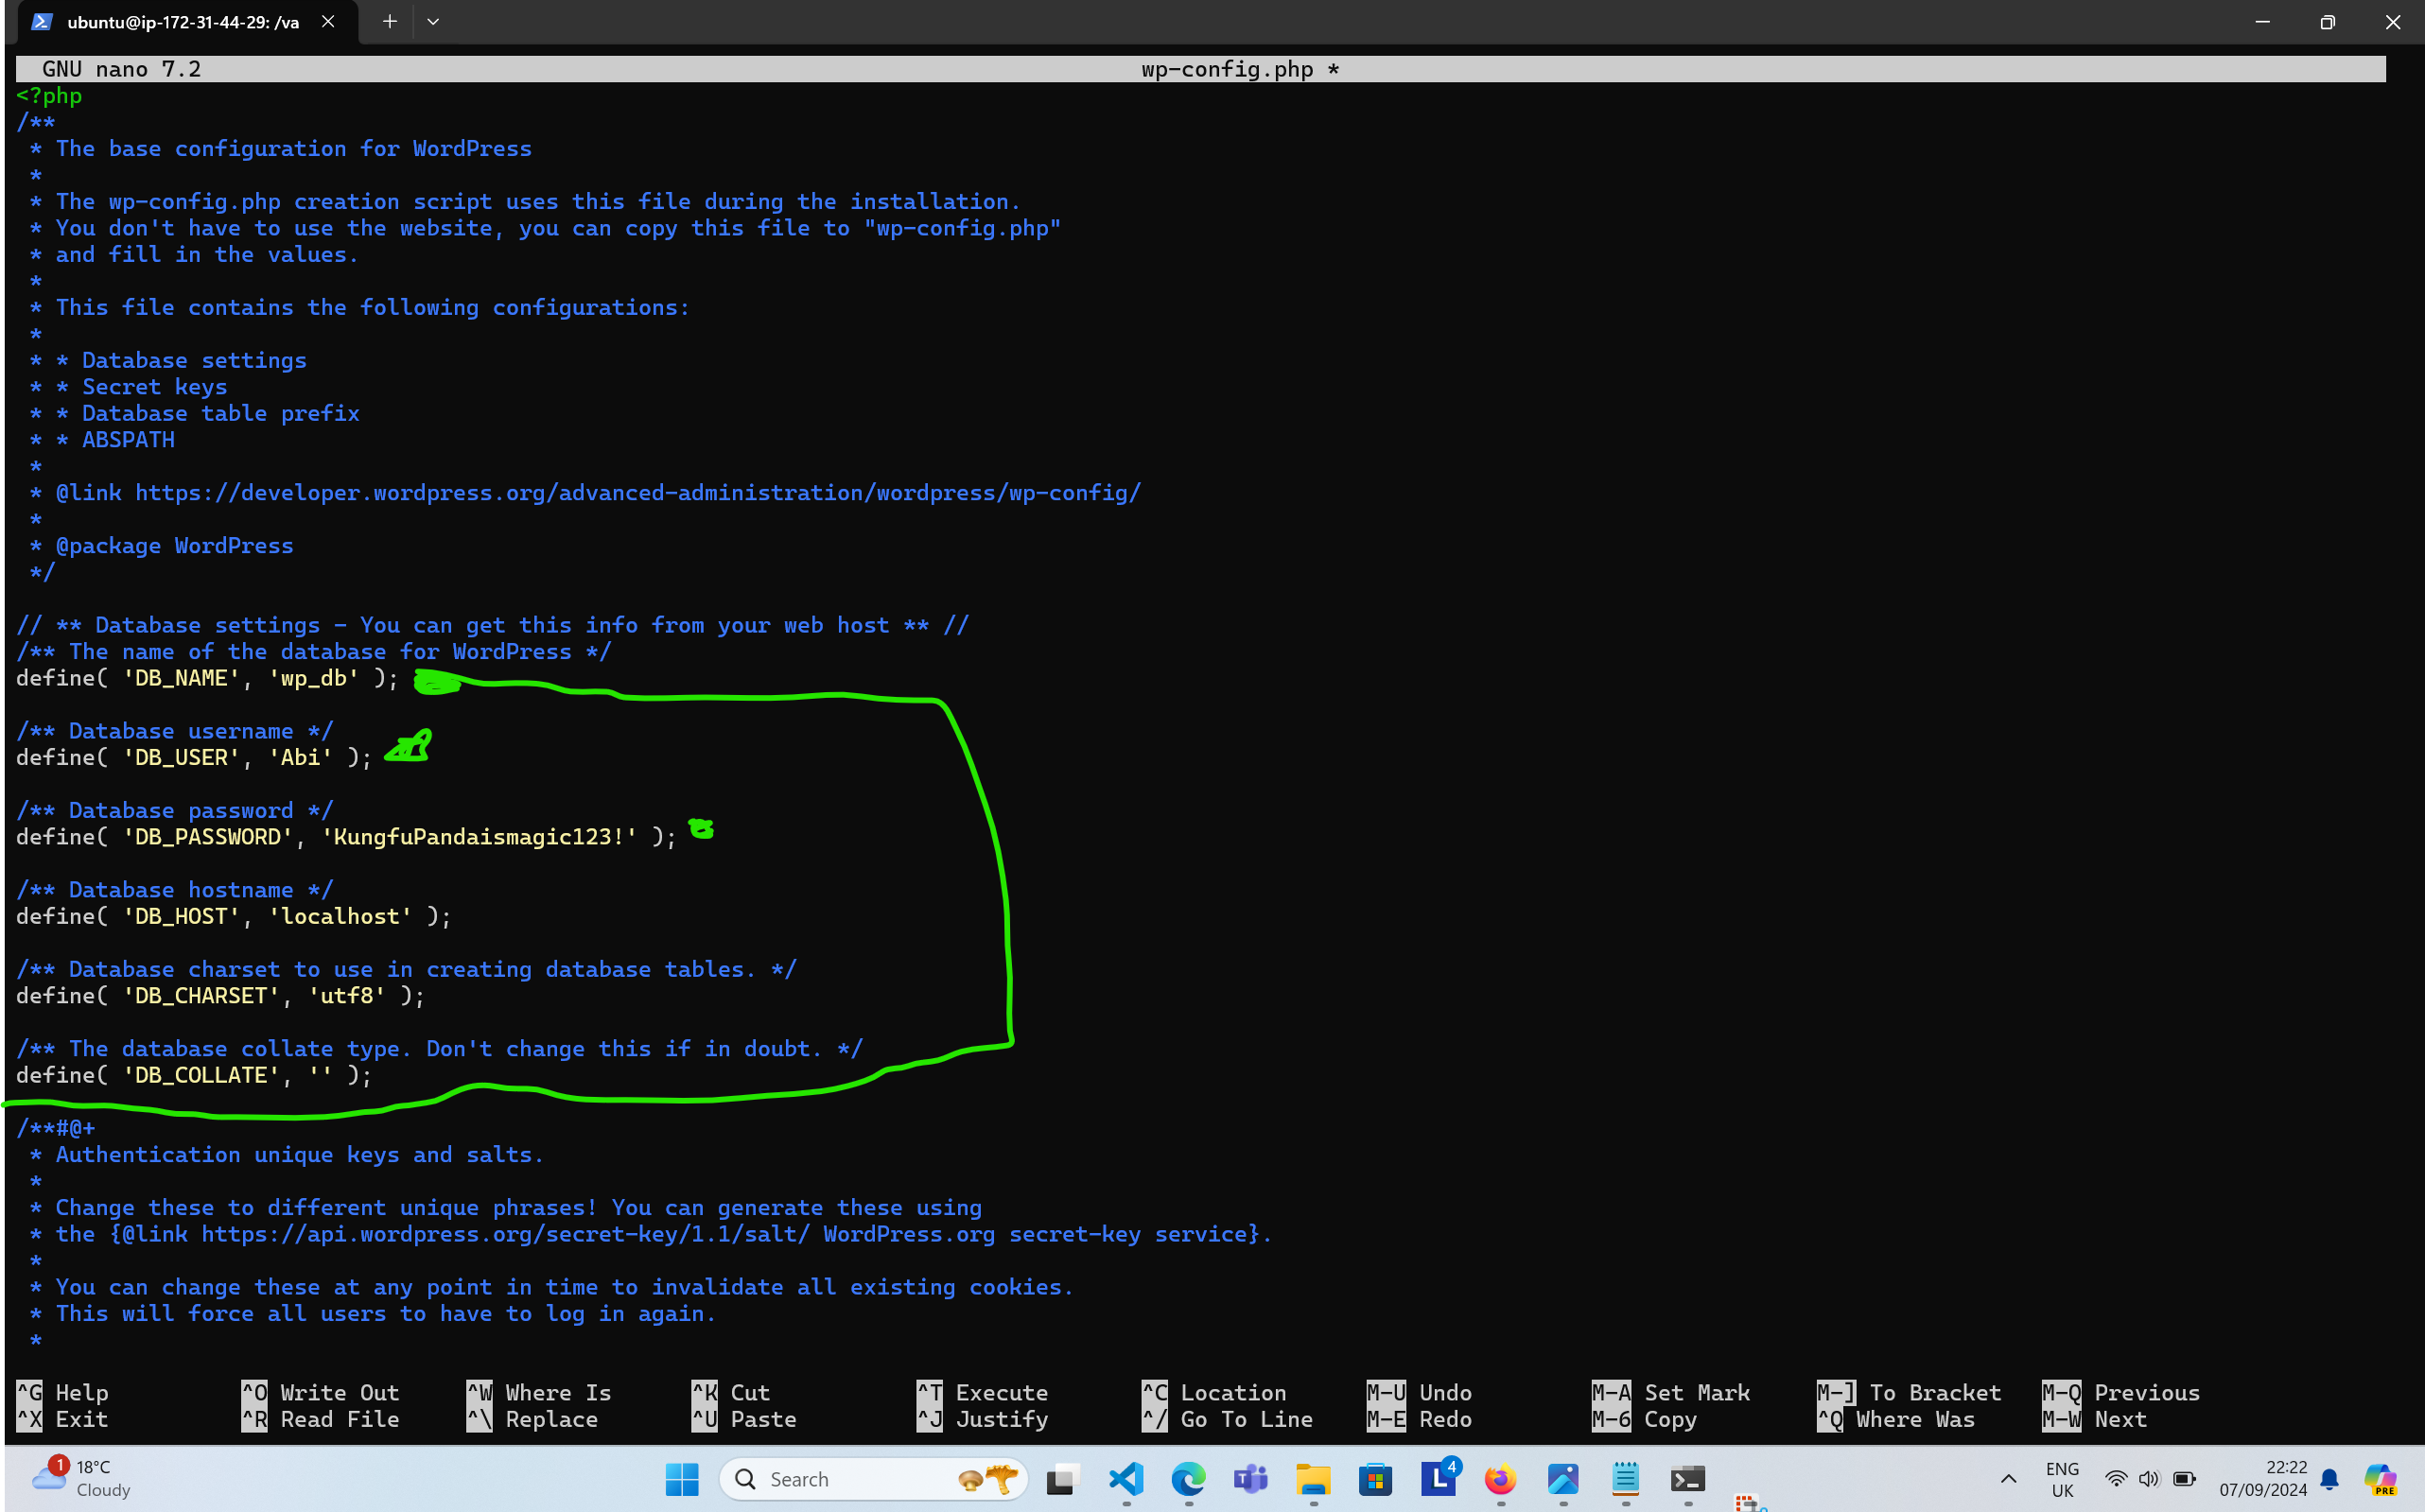 ubuntu@ip-172-31-44-29: /va
GNU nano 7.2 wp-config.php *
<?php
/**
 * The base configuration for WordPress
 *
 * The wp-config.php creation script uses this file during the installation.
 * You don't have to use the website, you can copy this file to "wp-config.php"
 * and fill in the values.
 *
 * This file contains the following configurations:
 *
 * * Database settings
 * * Secret keys
 * * Database table prefix
 * * ABSPATH
 *
 * @link https://developer.wordpress.org/advanced-administration/wordpress/wp-config/
 *
 * @package WordPress
 */
// ** Database settings - You can get this info from your web host ** //
/** The name of the database for WordPress */
define( 'DB_NAME', 'wp_db' );
/** Database username */
define( 'DB_USER', 'Abi' );
/** Database password */
define( 'DB_PASSWORD', 'KungfuPandaismagic123!' );
/** Database hostname */
define( 'DB_HOST', 'localhost' );
/** Database charset to use in creating database tables. */
define( 'DB_CHARSET', 'utf8' );
/** The database collate type. Don't change this if in doubt. */
define( 'DB_COLLATE', '' );
/**#@+
 * Authentication unique keys and salts.
 *
 * Change these to different unique phrases! You can generate these using
 * the {@link https://api.wordpress.org/secret-key/1.1/salt/ WordPress.org secret-key service}.
 *
 * You can change these at any point in time to invalidate all existing cookies.
 * This will force all users to have to log in again.
 *
^G Help ^O Write Out ^W Where Is ^K Cut ^T Execute ^C Location M-U Undo M-A Set Mark M-] To Bracket M-Q Previous
^X Exit ^R Read File ^\ Replace ^U Paste ^J Justify ^/ Go To Line M-E Redo M-6 Copy ^Q Where Was M-W Next
1 18°C
Cloudy
Search
4
ENG
UK
22:22
07/09/2024
PRE